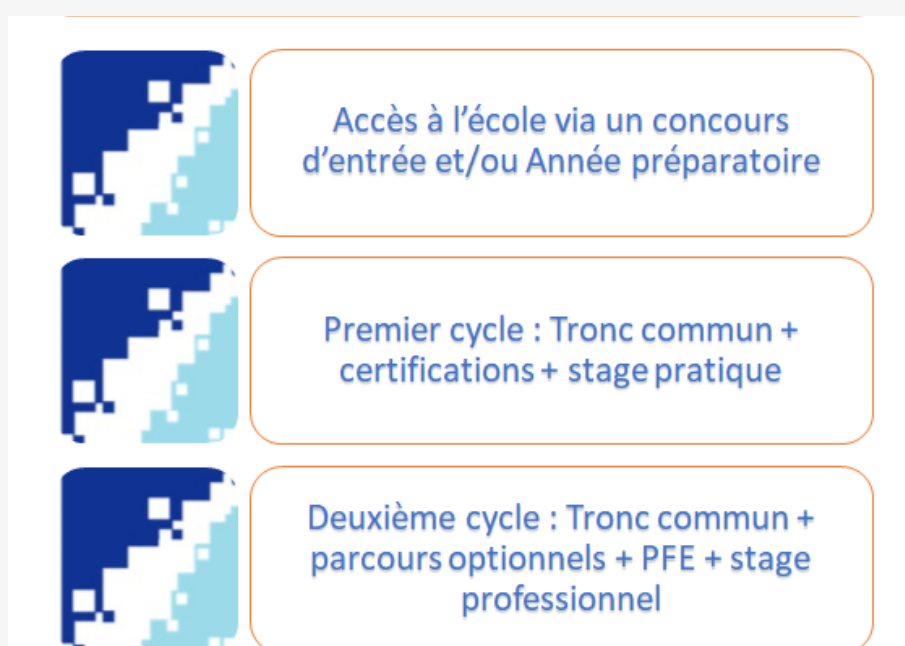 Accès à l’école via un concours
d’entrée et/ou Année préparatoire
Premier cycle : Tronc commun +
certifications + stage pratique
Deuxième cycle : Tronc commun +
parcours optionnels + PFE + stage
professionnel